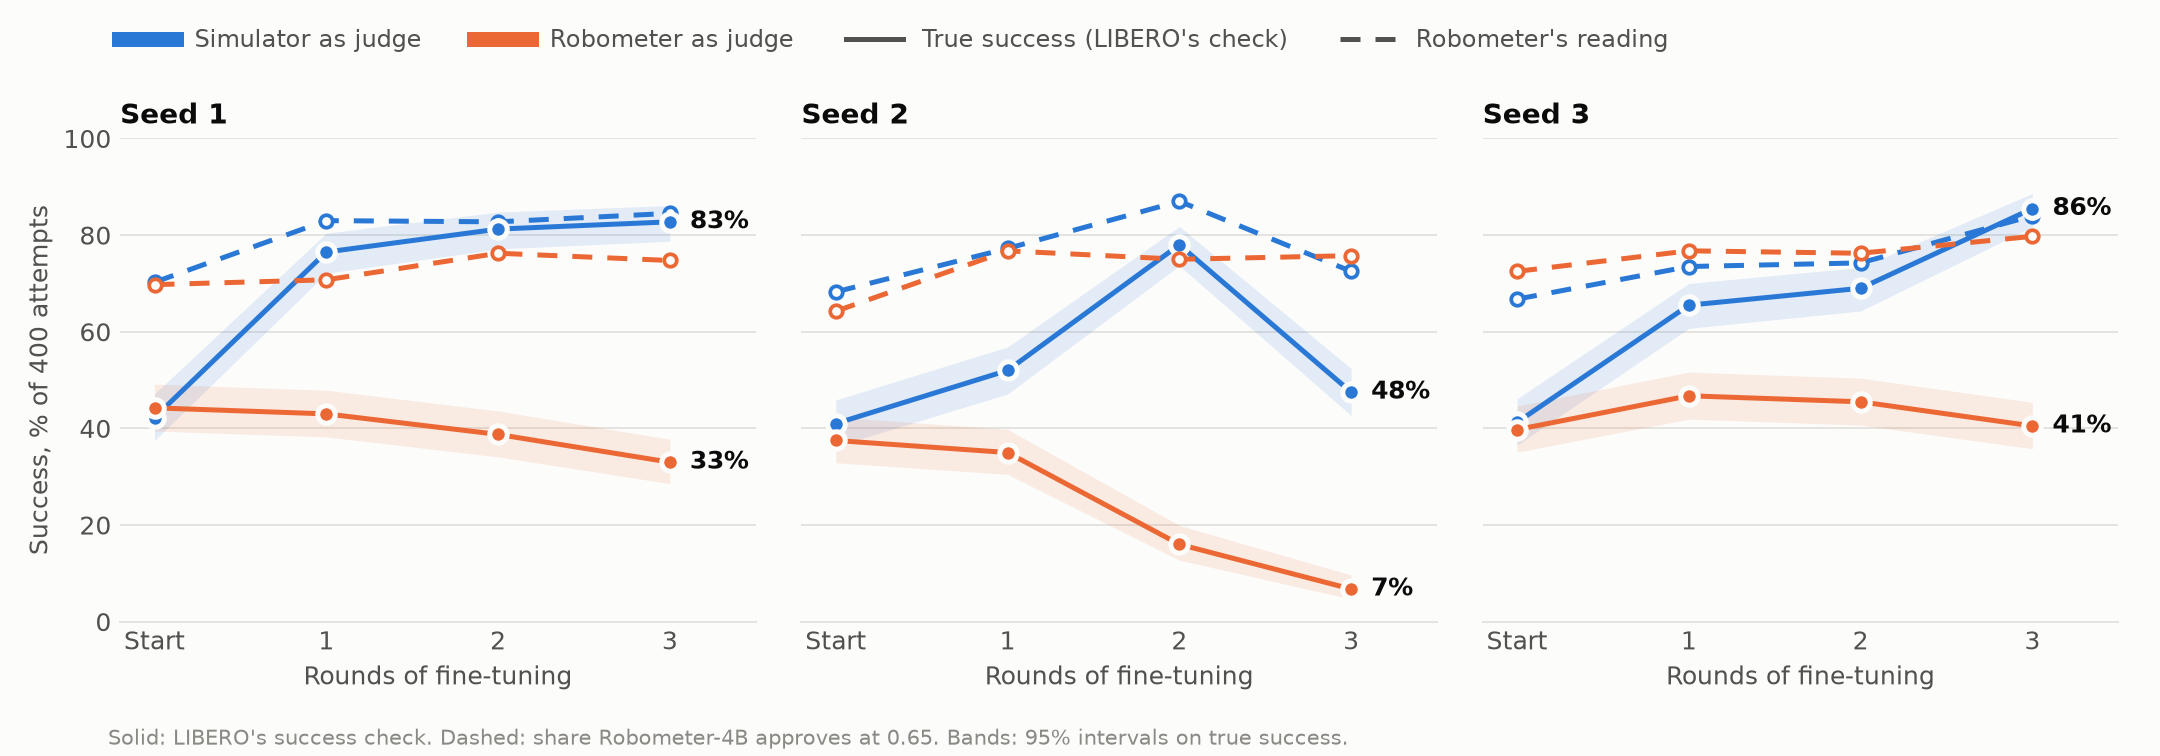 Simulator as judge Robometer as judge True success (LIBERO's check) Robometer's reading
Seed 1 Seed 2 Seed 3
Success, % of 400 attempts
100
80
60
40
20
0
83%
33%
48%
7%
86%
41%
Start 1 2 3 Start 1 2 3 Start 1 2 3
Rounds of fine-tuning Rounds of fine-tuning Rounds of fine-tuning
Solid: LIBERO's success check. Dashed: share Robometer-4B approves at 0.65. Bands: 95% intervals on true success.